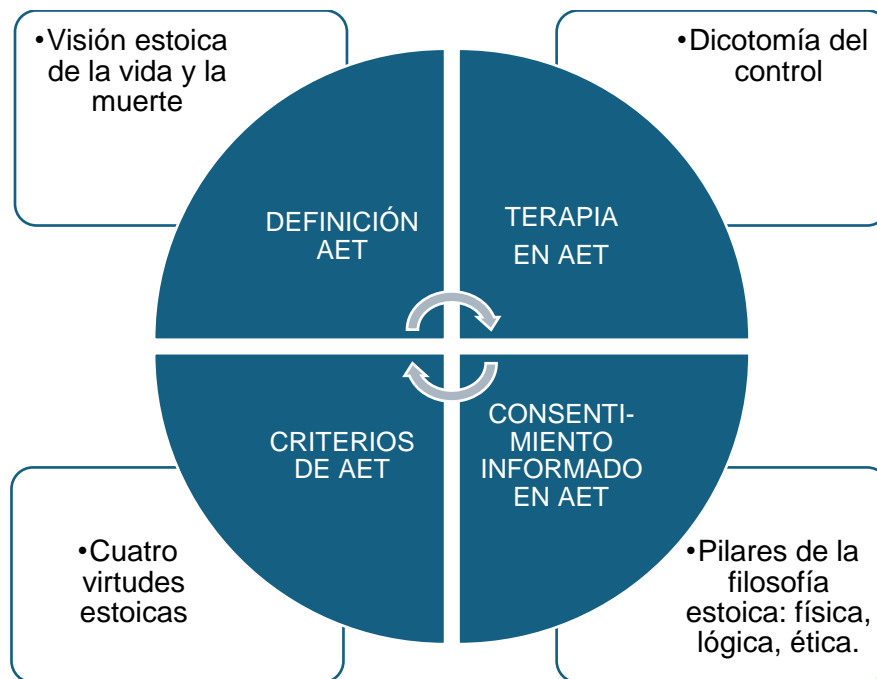 •Visión estoica
de la vida y la
muerte
•Dicotomía del
control
DEFINICIÓN
AET
TERAPIA
EN AET
CRITERIOS
DE AET
CONSENTI-
MIENTO
INFORMADO
EN AET
•Cuatro
virtudes
estoicas
•Pilares de la
filosofía
estoica: física,
lógica, ética.